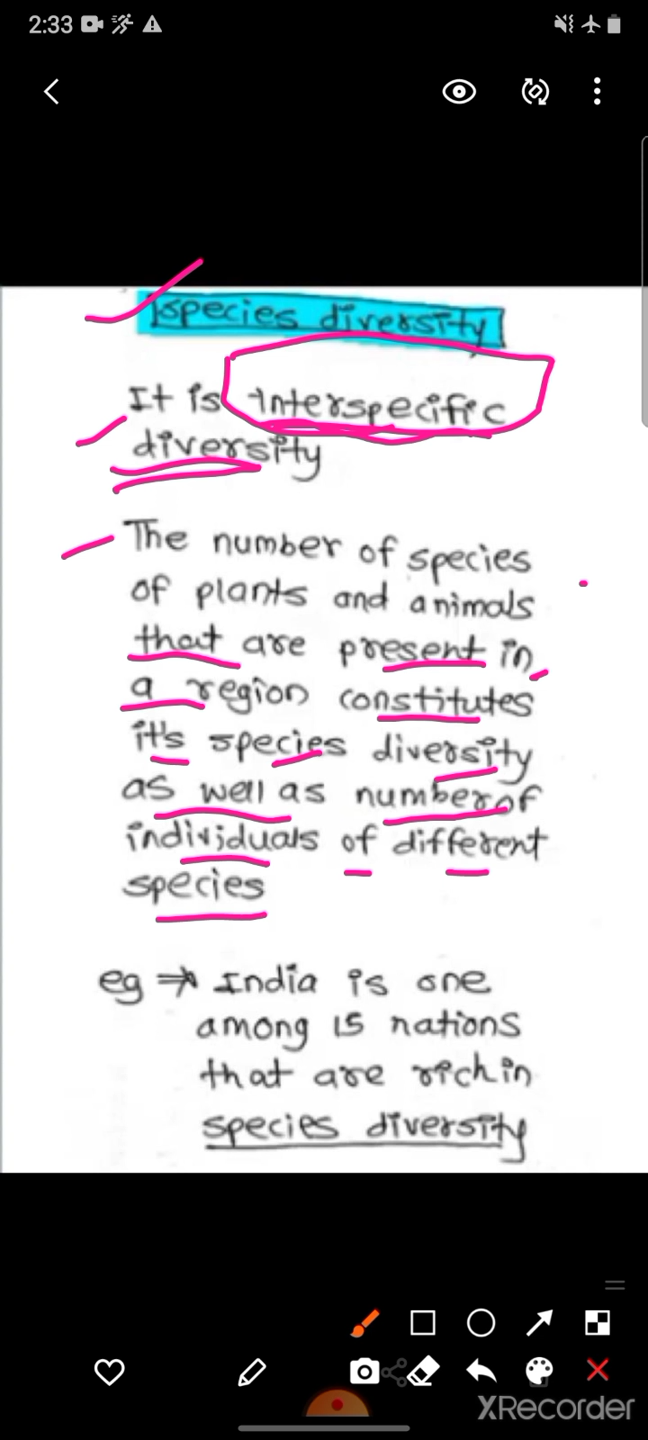 2:33
species diversity
It is Interspecific
diversity
The number of species
of plants and animals
that are present in
a region constitutes
it's species diversity
as well as number of
individuals of different
species
eg ⇒ India is one
among 15 nations
that are rich in
species diversity
XRecorder